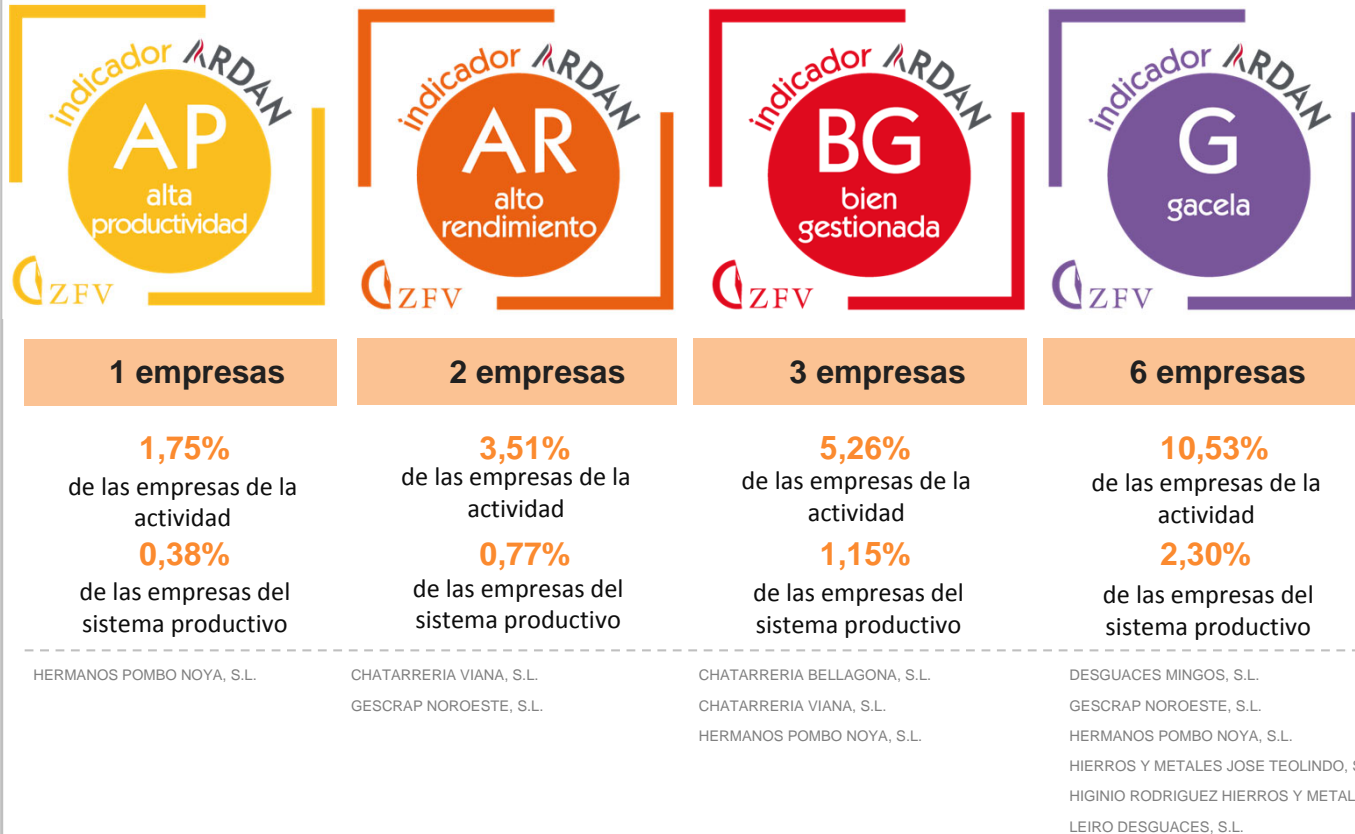 indicador ARDAN
AP
alta
productividad
ZFV
1 empresas
1,75%
de las empresas de la
actividad
0,38%
de las empresas del
sistema productivo
HERMANOS POMBO NOYA, S.L.
indicador ARDAN
AR
alto
rendimiento
ZFV
2 empresas
3,51%
de las empresas de la
actividad
0,77%
de las empresas del
sistema productivo
CHATARRERIA VIANA, S.L.
GESCRAP NOROESTE, S.L.
indicador ARDAN
BG
bien
gestionada
ZFV
3 empresas
5,26%
de las empresas de la
actividad
1,15%
de las empresas del
sistema productivo
CHATARRERIA BELLAGONA, S.L.
CHATARRERIA VIANA, S.L.
HERMANOS POMBO NOYA, S.L.
indicador ARDAN
G
gacela
ZFV
6 empresas
10,53%
de las empresas de la
actividad
2,30%
de las empresas del
sistema productivo
DESGUACES MINGOS, S.L.
GESCRAP NOROESTE, S.L.
HERMANOS POMBO NOYA, S.L.
HIERROS Y METALES JOSE TEOLINDO,
HIGINIO RODRIGUEZ HIERROS Y METAL
LEIRO DESGUACES, S.L.